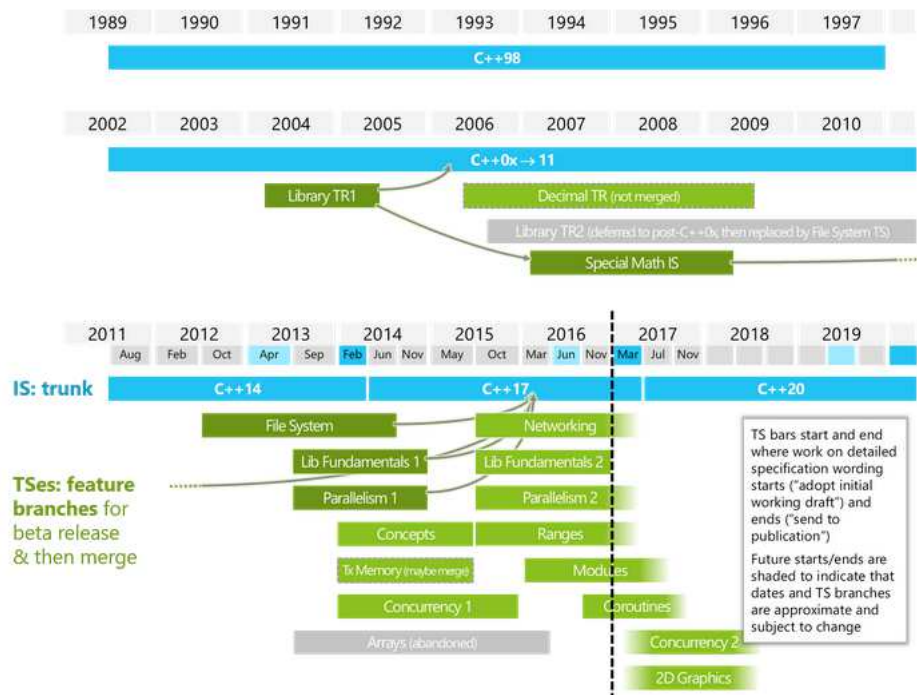 1989 1990 1991 1992 1993 1994 1995 1996 1997
C++98
2002 2003 2004 2005 2006 2007 2008 2009 2010
C++0x → 11
Library TR1
Decimal TR (not merged)
Library TR2 (deferred to post-C++0x, then replaced by File System TS)
Special Math IS
2011 2012 2013 2014 2015 2016 2017 2018 2019
Aug Feb Oct Apr Sep Feb Jun Nov May Oct Mar Jun Nov Mar Jul Nov
IS: trunk
C++14 C++17 C++20
File System Networking
Lib Fundamentals 1 Lib Fundamentals 2
Parallelism 1 Parallelism 2
Concepts Ranges
Tx Memory (maybe merge) Modules
Concurrency 1 Coroutines
Arrays (abandoned) Concurrency 2
2D Graphics
TSes: feature
branches for
beta release
& then merge
TS bars start and end
where work on detailed
specification wording
starts ("adopt initial
working draft") and
ends ("send to
publication")
Future starts/ends are
shaded to indicate that
dates and TS branches
are approximate and
subject to change